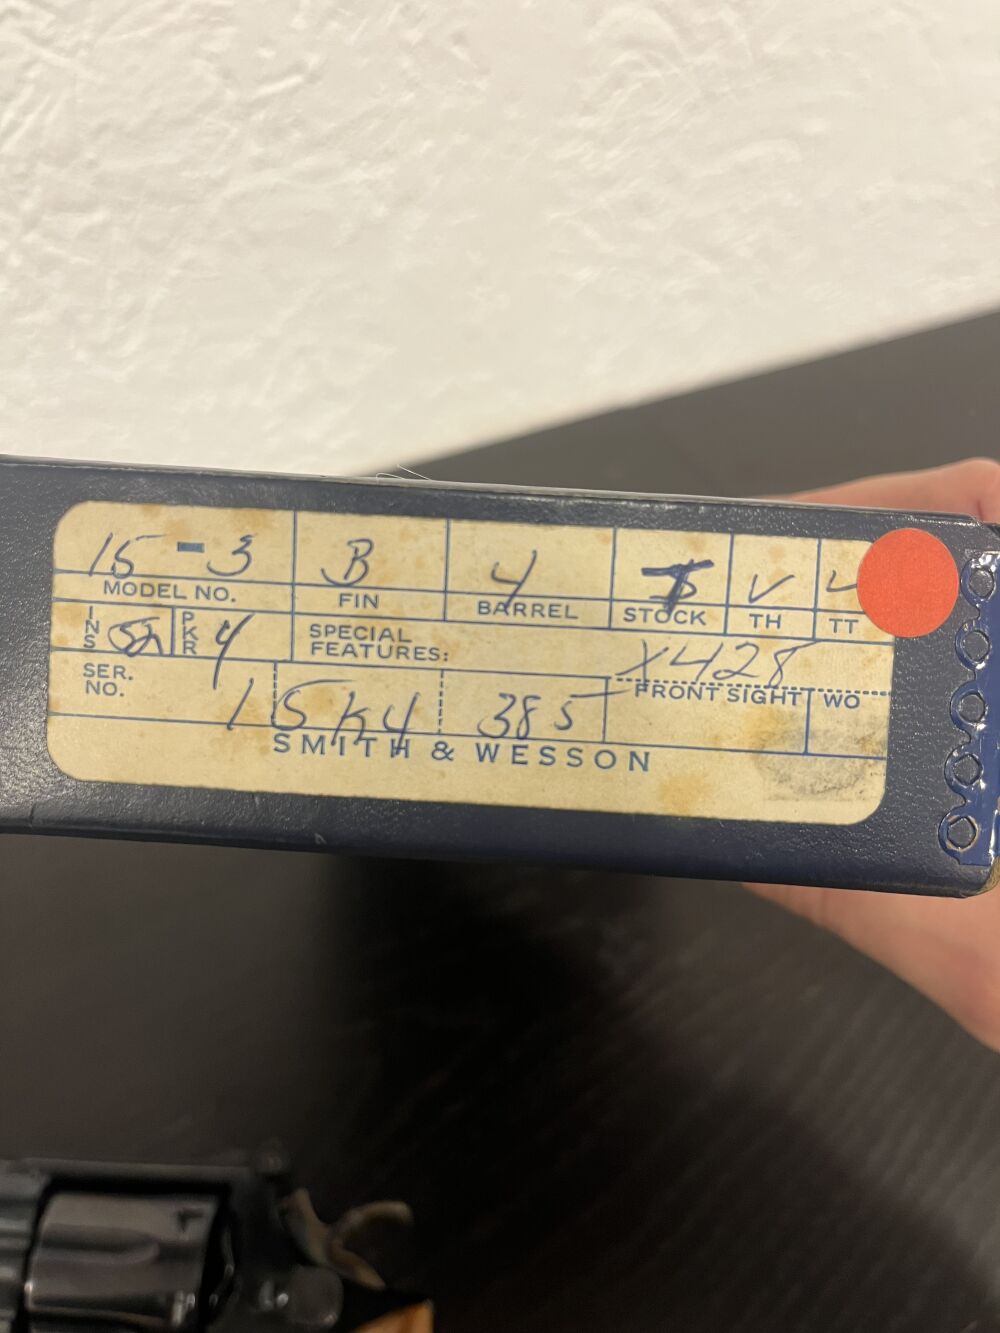 15-3 B 4 V
MODEL NO. FIN BARREL STOCK TH TT
INS PKR 4 SPECIAL FEATURES: X428
SER. NO. 15K4 385 FRONT SIGHT WO
SMITH & WESSON